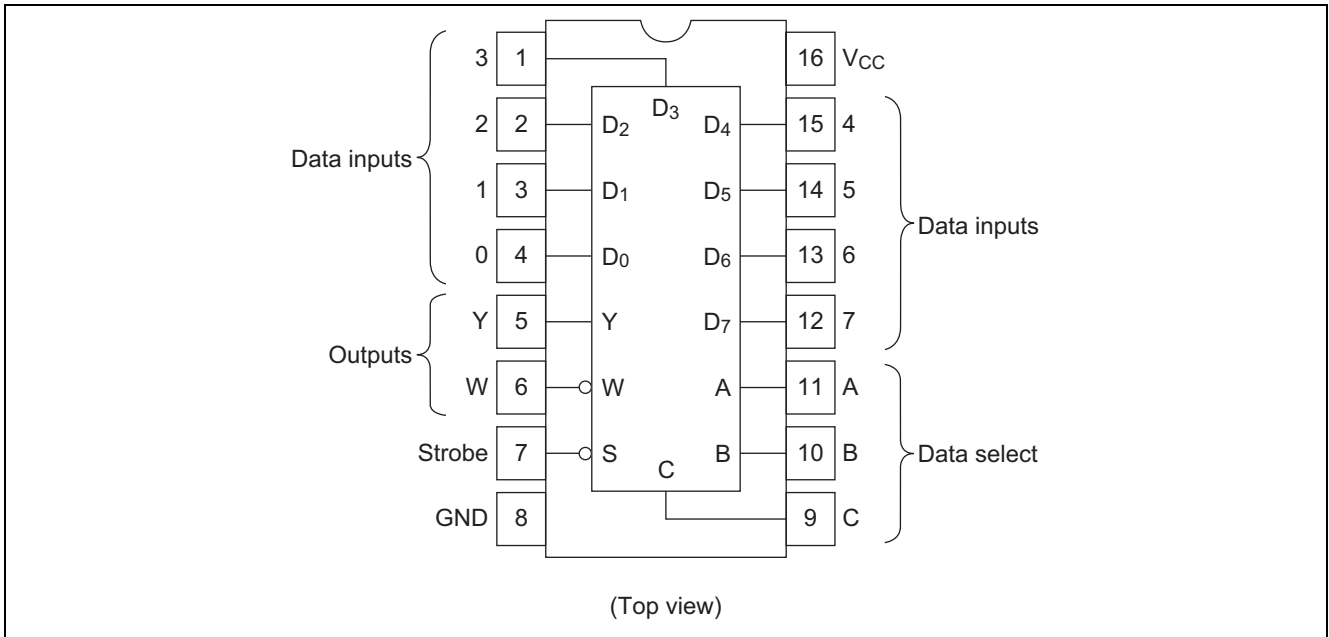 3 1 16 VCC
D3
2 2 D2 D4 15 4
Data inputs
1 3 D1 D5 14 5
Data inputs
0 4 D0 D6 13 6
Y 5 Y D7 12 7
Outputs
W 6 W A 11 A
Strobe 7 S B 10 B
Data select
C
GND 8 9 C
(Top view)